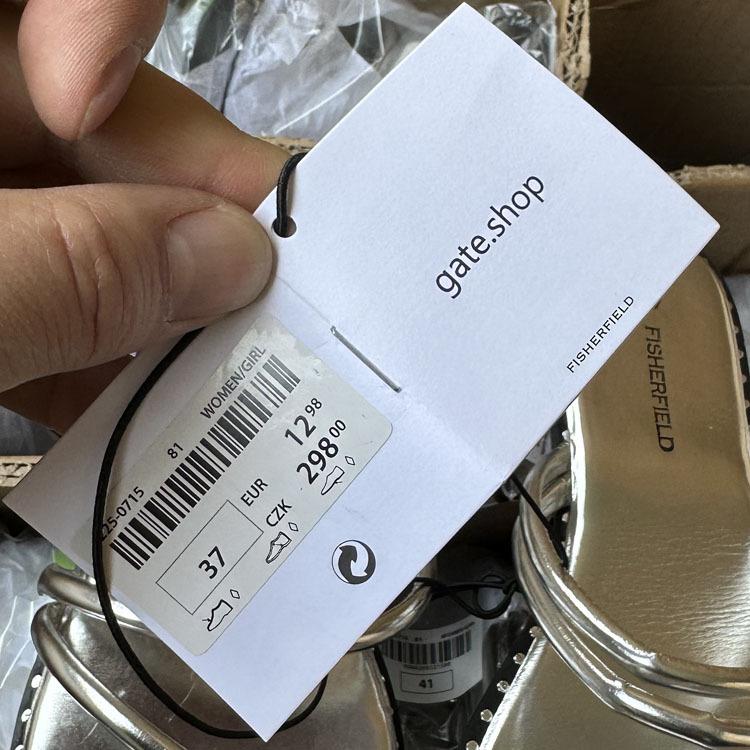 gate.shop
FISHERFIELD
FISHERFIELD
WOMEN/GIRL
81
25-0715
37
EUR 12 98
CZK 298 00
41